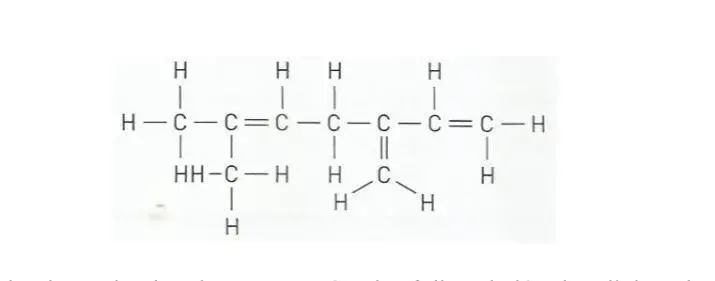 H H H H
H—C—C=C—C—C—C=C—H
HH-C—H H C H
H H
H